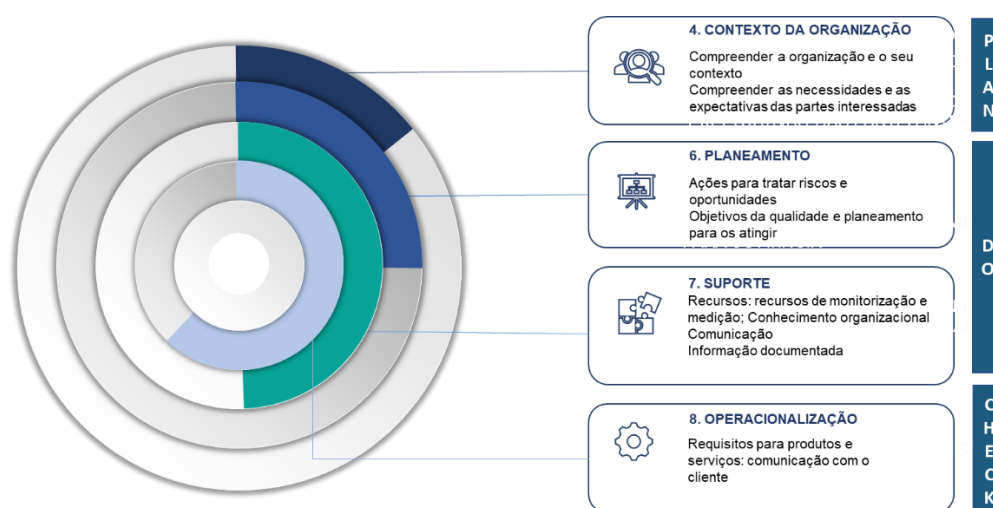 4. CONTEXTO DA ORGANIZAÇÃO
Compreender a organização e o seu
contexto
Compreender as necessidades e as
expectativas das partes interessadas
P
L
A
N
6. PLANEAMENTO
Ações para tratar riscos e
oportunidades
Objetivos da qualidade e planeamento
para os atingir
D
O
7. SUPORTE
Recursos: recursos de monitorização e
medição; Conhecimento organizacional
Comunicação
Informação documentada
8. OPERACIONALIZAÇÃO
Requisitos para produtos e
serviços: comunicação com o
cliente
C
H
E
C
K